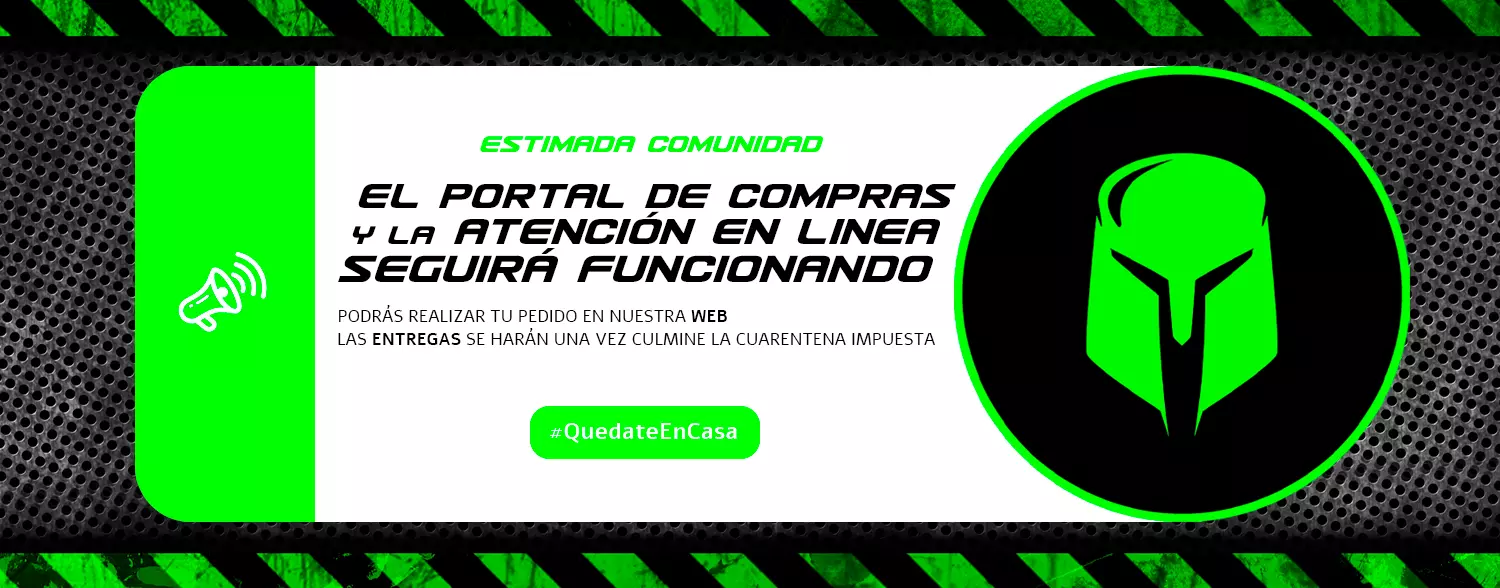 ESTIMADA COMUNIDAD
EL PORTAL DE COMPRAS
Y LA ATENCIÓN EN LINEA
SEGUIRÁ FUNCIONANDO
PODRÁS REALIZAR TU PEDIDO EN NUESTRA WEB
LAS ENTREGAS SE HARÁN UNA VEZ CULMINE LA CUARENTENA IMPUESTA
#QuedateEnCasa